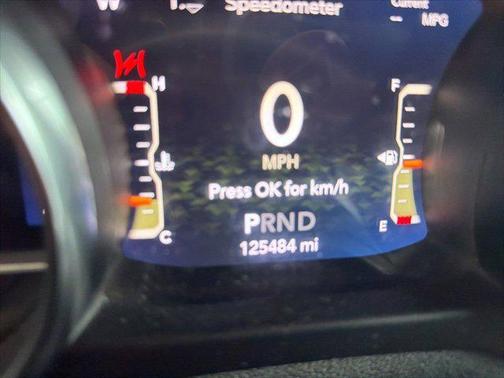 W
Speedometer
Current
-- MPG
H
F
0
MPH
Press OK for km/h
PRND
C
E
125484 mi